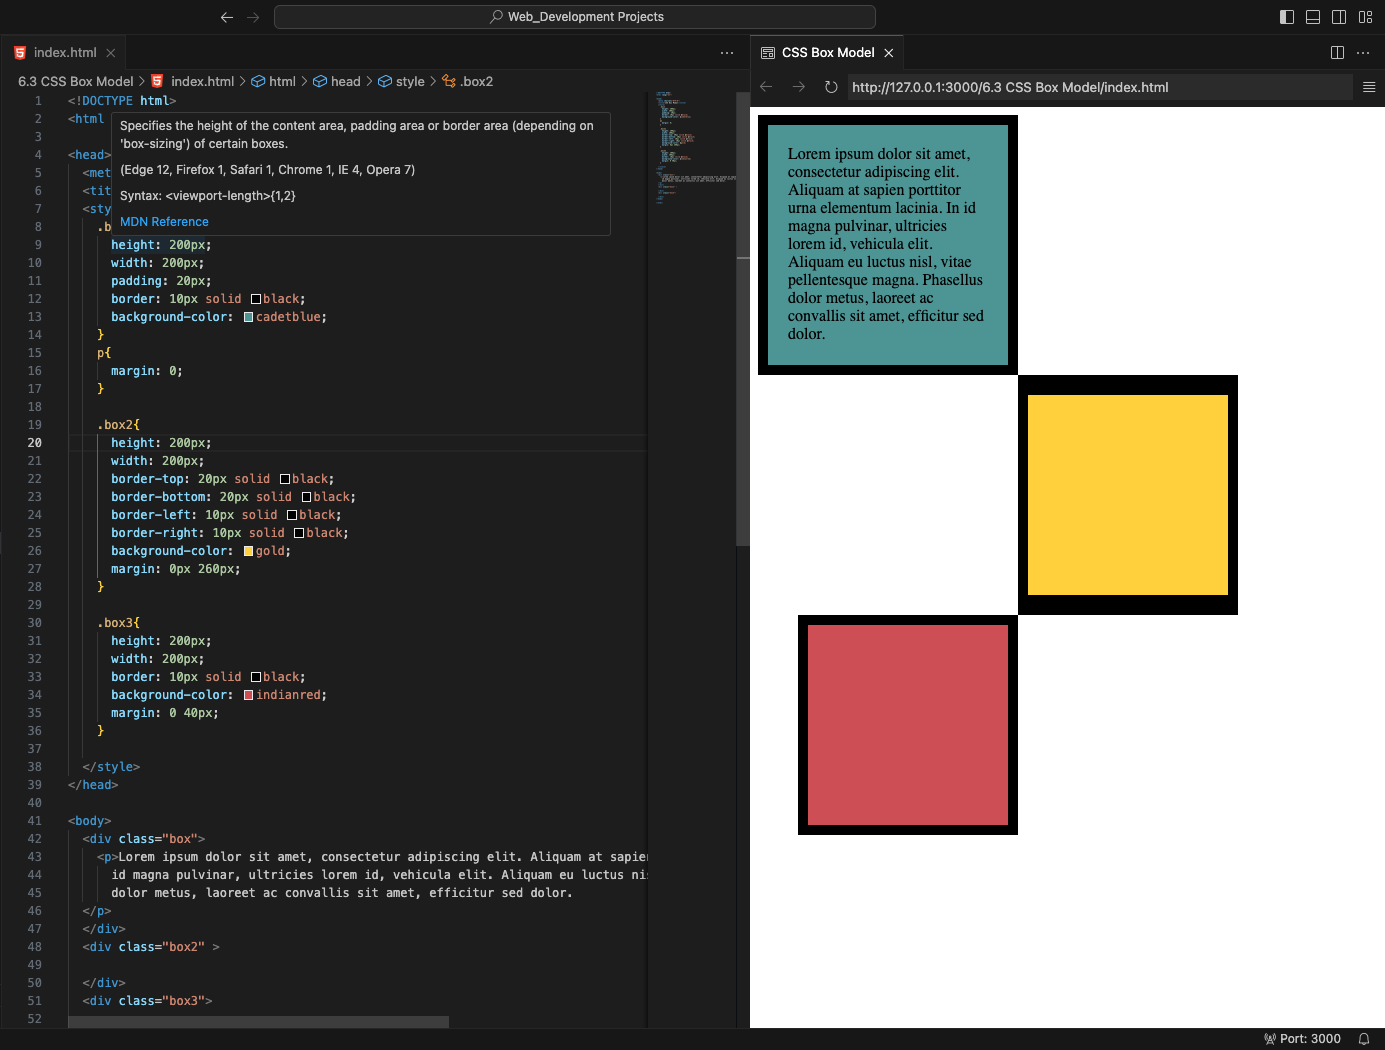 Web_Development Projects
index.html
CSS Box Model
6.3 CSS Box Model > index.html > html > head > style > .box2
http://127.0.0.1:3000/6.3 CSS Box Model/index.html
1 <!DOCTYPE html>
2 <html
3
4 <head>
5 <met
6 <tit
7 <sty
8 .b
Specifies the height of the content area, padding area or border area (depending on
'box-sizing') of certain boxes.
(Edge 12, Firefox 1, Safari 1, Chrome 1, IE 4, Opera 7)
Syntax: <viewport-length>{1,2}
MDN Reference
9 height: 200px;
10 width: 200px;
11 padding: 20px;
12 border: 10px solid black;
13 background-color: cadetblue;
14 }
15 p{
16 margin: 0;
17 }
18
19 .box2{
20 height: 200px;
21 width: 200px;
22 border-top: 20px solid black;
23 border-bottom: 20px solid black;
24 border-left: 10px solid black;
25 border-right: 10px solid black;
26 background-color: gold;
27 margin: 0px 260px;
28 }
29
30 .box3{
31 height: 200px;
32 width: 200px;
33 border: 10px solid black;
34 background-color: indianred;
35 margin: 0 40px;
36 }
37
38 </style>
39 </head>
40
41 <body>
42 <div class="box">
43 <p>Lorem ipsum dolor sit amet, consectetur adipiscing elit. Aliquam at sapien
44 id magna pulvinar, ultricies lorem id, vehicula elit. Aliquam eu luctus nis
45 dolor metus, laoreet ac convallis sit amet, efficitur sed dolor.
46 </p>
47 </div>
48 <div class="box2" >
49
50 </div>
51 <div class="box3">
52
Lorem ipsum dolor sit amet,
consectetur adipiscing elit.
Aliquam at sapien porttitor
urna elementum lacinia. In id
magna pulvinar, ultricies
lorem id, vehicula elit.
Aliquam eu luctus nisl, vitae
pellentesque magna. Phasellus
dolor metus, laoreet ac
convallis sit amet, efficitur sed
dolor.
Port: 3000